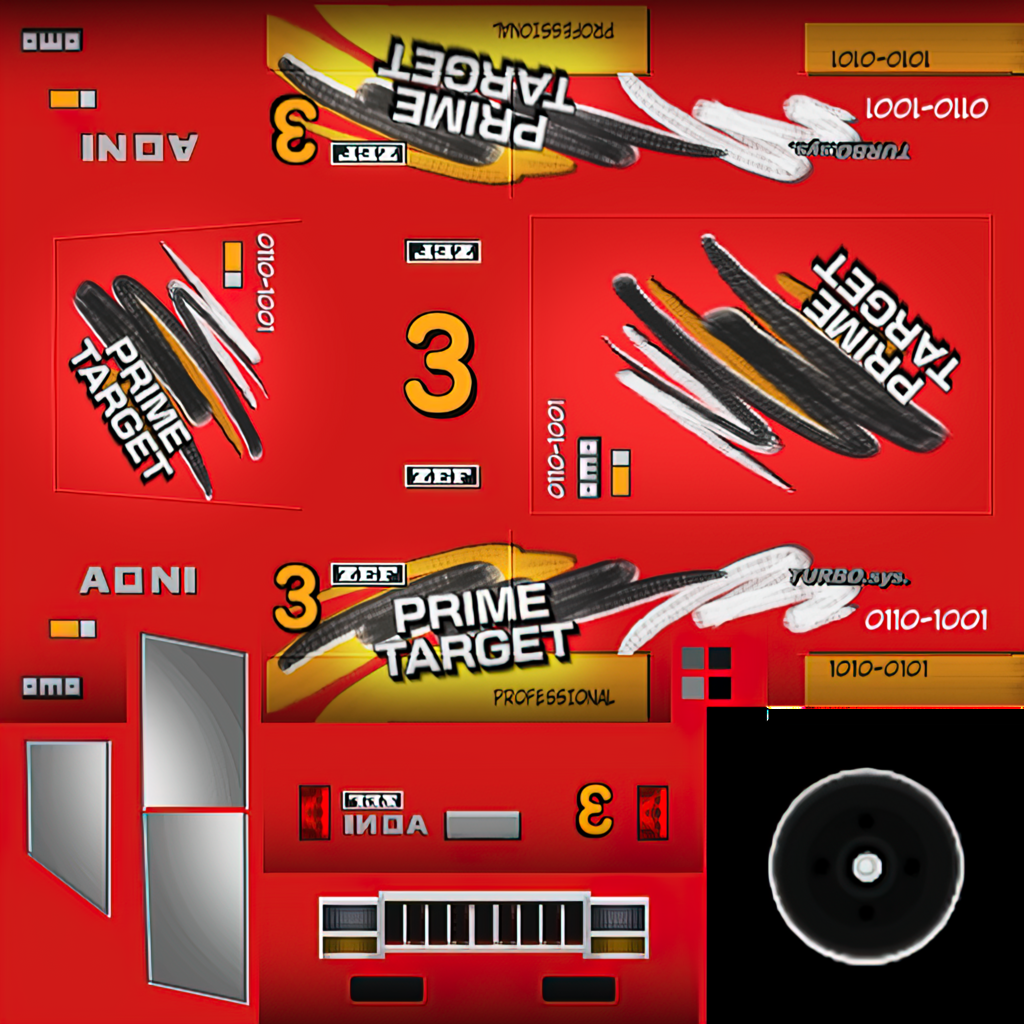 omo
PROFESSIONAL
1010-0101
PRIME
TARGET
0110-1001
AONI
3
ZEF
TURBO.sys.
0110-1001
PRIME
TARGET
ZEF
3
ZEF
PRIME
TARGET
0110-1001
omo
AONI
3
ZEF
PRIME
TARGET
TURBO.sys.
0110-1001
omo
PROFESSIONAL
1010-0101
ZEF
AONI
3